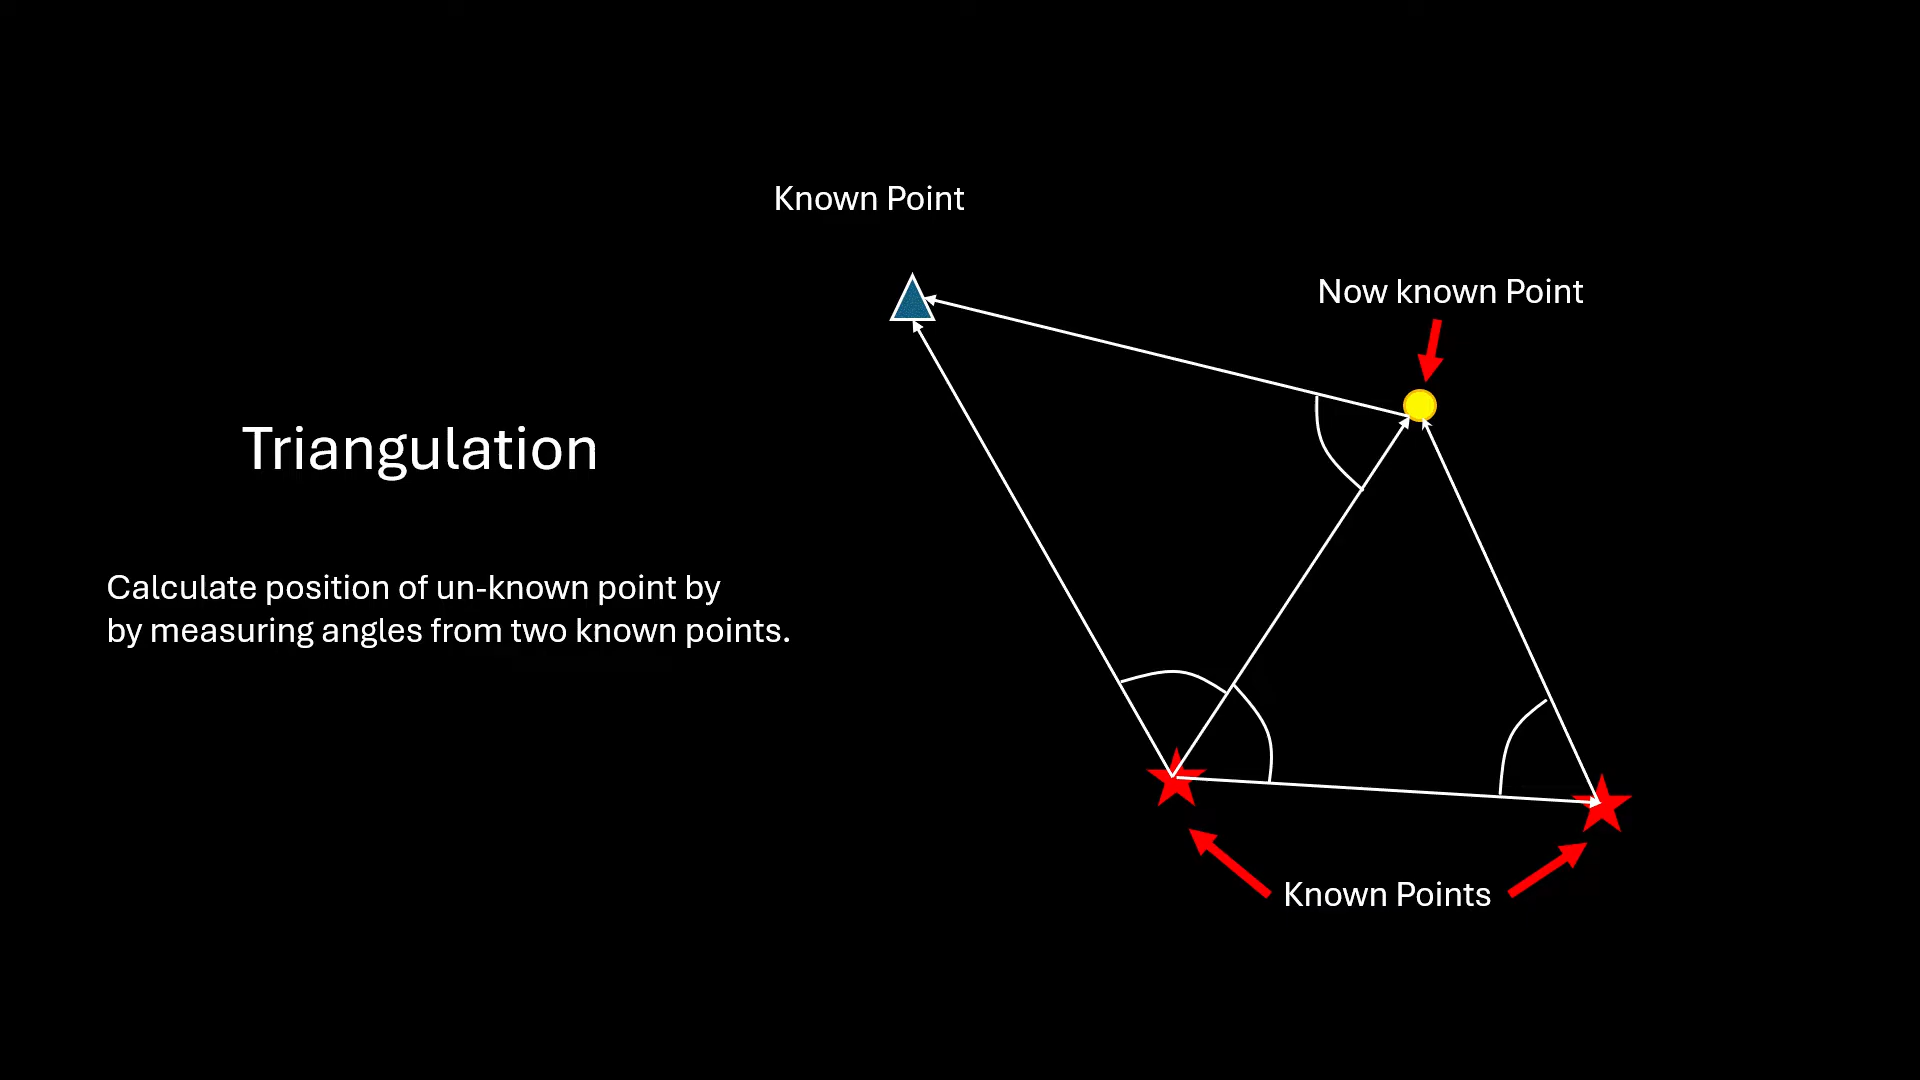 Known Point
Now known Point
Triangulation
Calculate position of un-known point by
by measuring angles from two known points.
Known Points